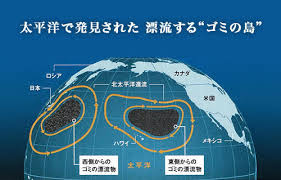 太平洋で発見された 漂流する“ゴミの島”
ロシア
日本
北太平洋還流
カナダ
米国
メキシコ
ハワイ
太平洋
西側からの
ゴミの漂流物
東側からの
ゴミの漂流物